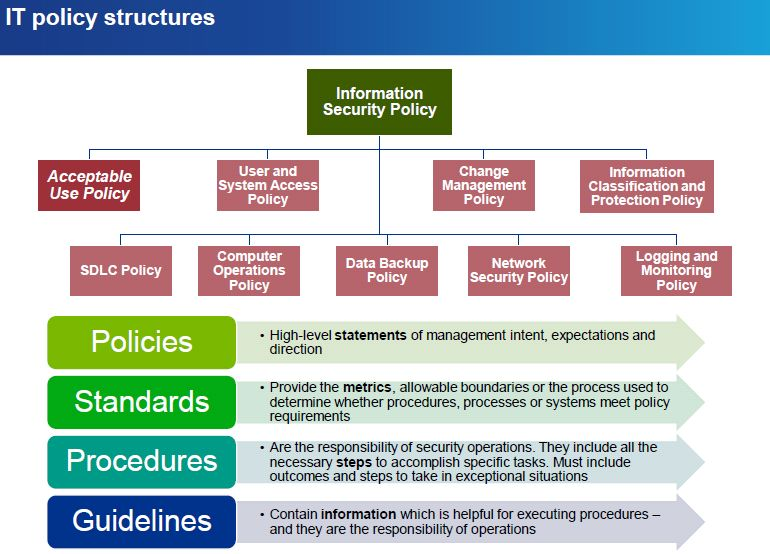 IT policy structures
Information
Security Policy
Acceptable
Use Policy
User and
System Access
Policy
Change
Management
Policy
Information
Classification and
Protection Policy
SDLC Policy
Computer
Operations
Policy
Data Backup
Policy
Network
Security Policy
Logging and
Monitoring
Policy
Policies
• High-level statements of management intent, expectations and
direction
Standards
• Provide the metrics, allowable boundaries or the process used to
determine whether procedures, processes or systems meet policy
requirements
Procedures
• Are the responsibility of security operations. They include all the
necessary steps to accomplish specific tasks. Must include
outcomes and steps to take in exceptional situations
Guidelines
• Contain information which is helpful for executing procedures –
and they are the responsibility of operations